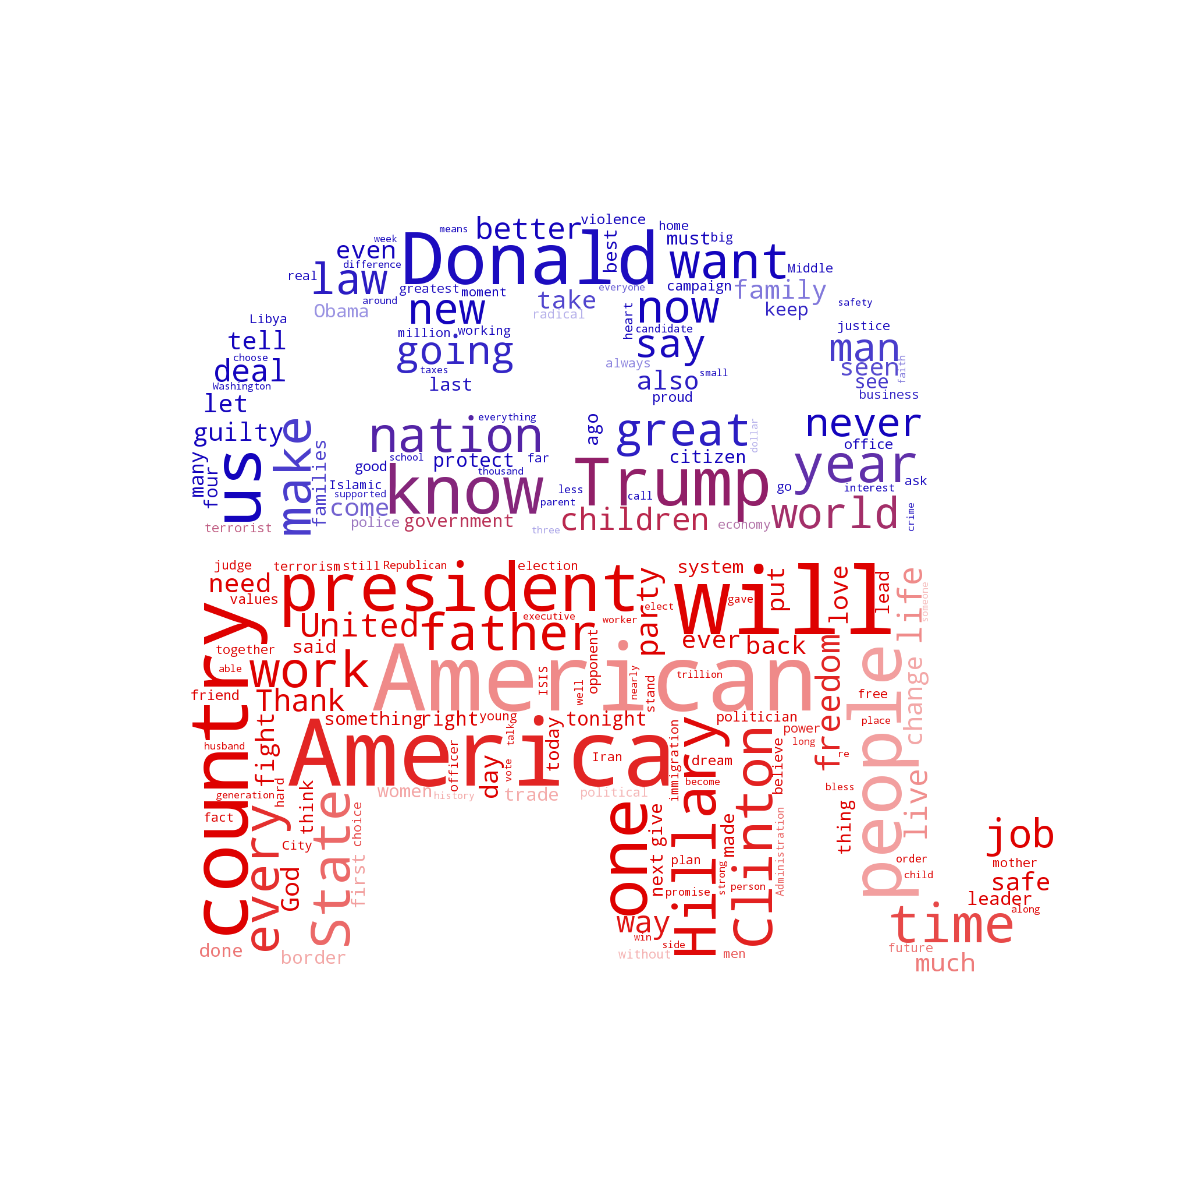 means
better
violence
home
week
even
Donald
best
must
big
difference
want
Middle
real
law
greatest
moment
everyone
campaign
family
around
new
take
now
keep
safety
Obama
radical
heart
Libya
million
working
candidate
justice
tell
going
say
man
choose
taxes
always
small
seen
faith
deal
last
also
see
Washington
proud
business
let
everything
never
guilty
nation
ago
great
dollar
office
many
four
us
make
families
good
school
protect
far
citizen
year
Islamic
thousand
know
Trump
less
call
go
interest
ask
supported
come
parent
terrorist
police
government
three
children
economy
world
crime
judge
terrorism
still
Republican
election
system
need
president
will
put
love
lead
life
someone
values
United
father
executive
worker
party
elect
gave
ever
back
together
said
opponent
able
work
American
ISIS
well
nearly
trillion
stand
freedom
people
change
free
friend
Thank
country
something
right
young
tonight
politician
power
place
fight
America
talk
today
Hillary
Clinton
long
husband
officer
Iran
immigration
dream
believe
re
hard
day
vote
become
generation
women
history
trade
political
bless
live
fact
every
think
State
choice
one
give
made
thing
job
City
God
first
next
plan
strong
Administration
order
mother
promise
person
child
safe
way
leader
win
time
along
done
border
side
without
men
future
much